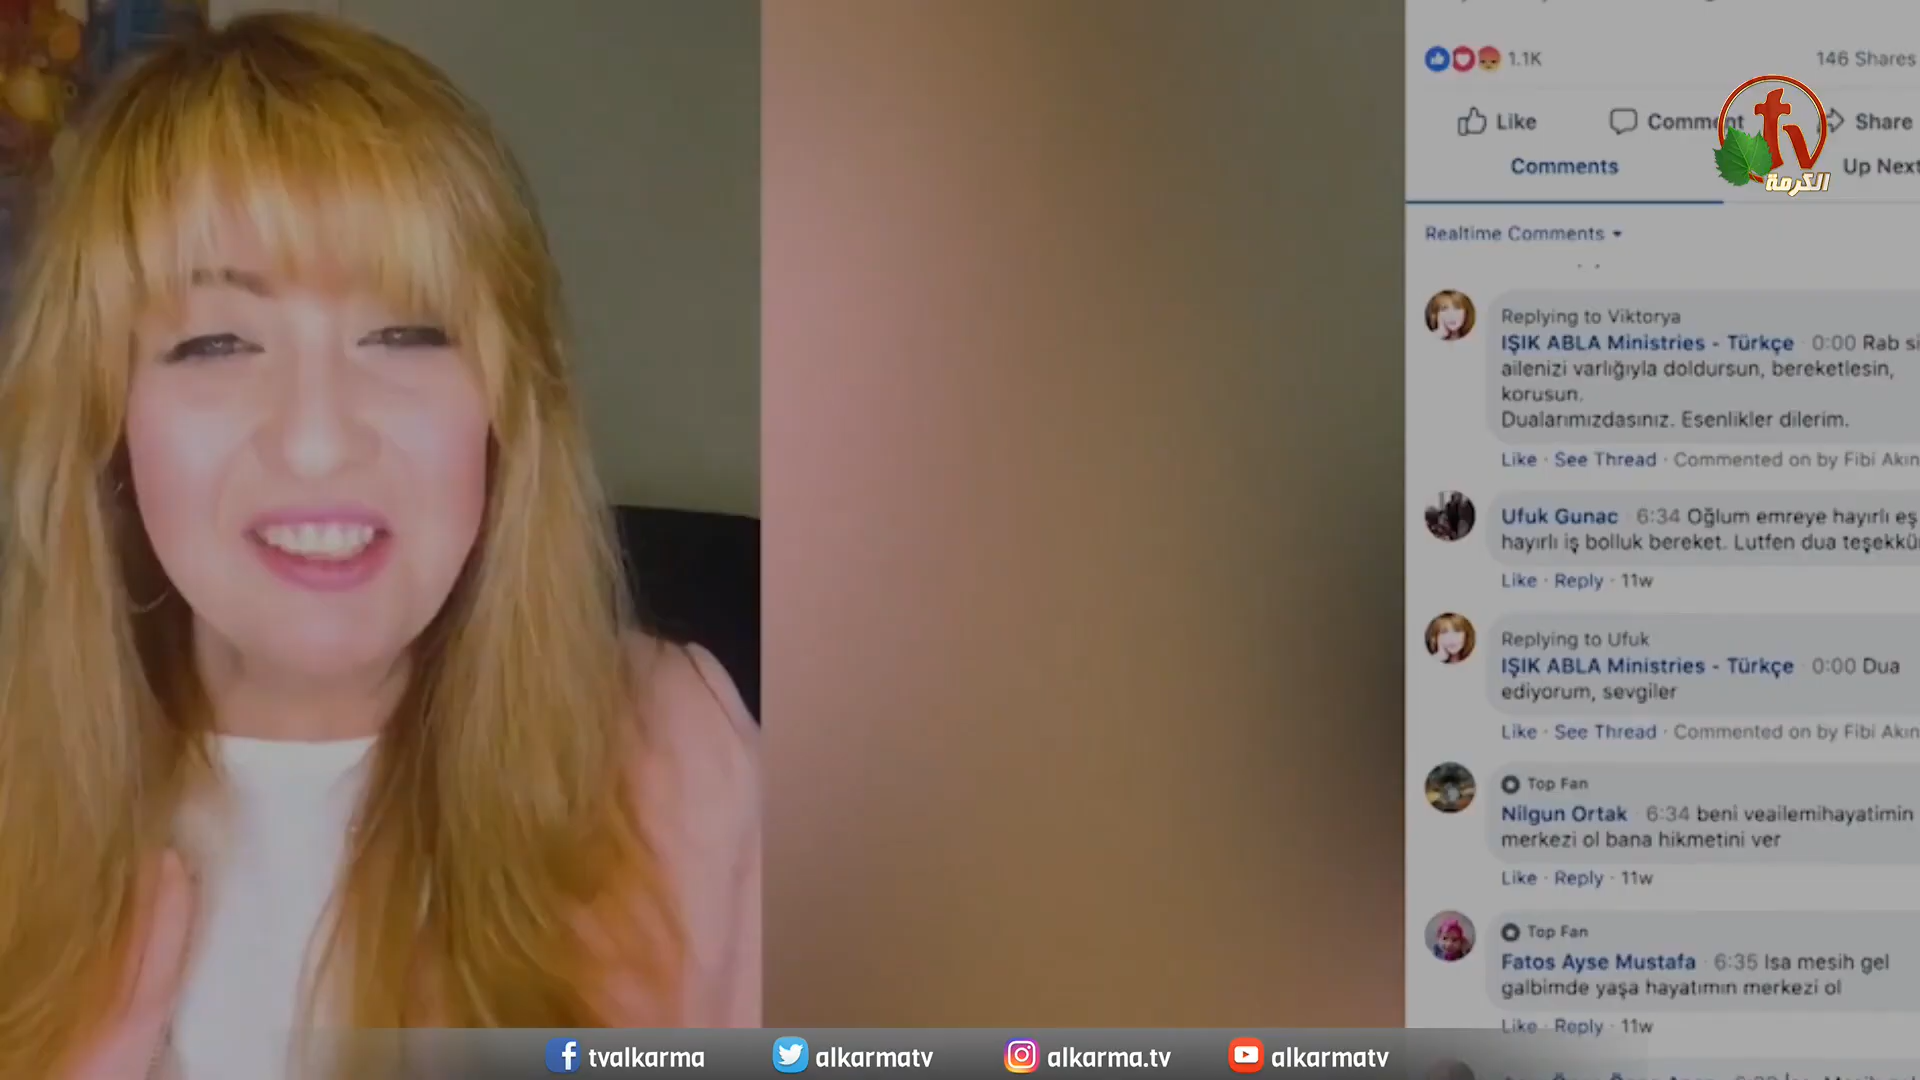 1.1K
146 Shares
Like
Comment
Share
Comments
Up Next
tv
الكرمة
Realtime Comments
Replying to Viktorya
IŞIK ABLA Ministries - Türkçe · 0:00 Rab si
ailenizi varlığıyla doldursun, bereketlesin,
korusun.
Dualarımızdasınız. Esenlikler dilerim.
Like · See Thread · Commented on by Fibi Akın
Ufuk Gunac · 6:34 Oğlum emreye hayırlı eş
hayırlı iş bolluk bereket. Lutfen dua teşekkü
Like · Reply · 11w
Replying to Ufuk
IŞIK ABLA Ministries - Türkçe · 0:00 Dua
ediyorum, sevgiler
Like · See Thread · Commented on by Fibi Akın
Top Fan
Nilgun Ortak · 6:34 beni veailemihayatimin
merkezi ol bana hikmetini ver
Like · Reply · 11w
Top Fan
Fatos Ayse Mustafa · 6:35 Isa mesih gel
galbimde yaşa hayatımın merkezi ol
Like · Reply · 11w
tvalkarma
alkarmatv
alkarma.tv
alkarmatv